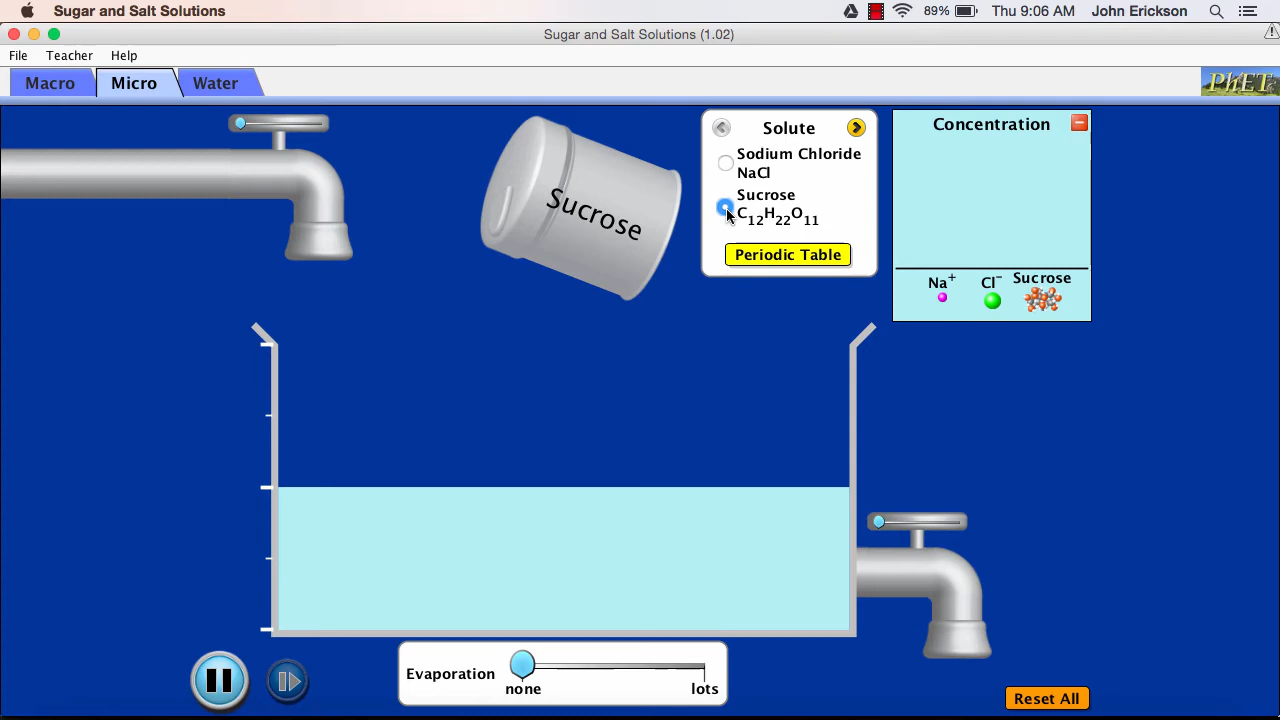 Sugar and Salt Solutions
89%
Thu 9:06 AM
John Erickson
Sugar and Salt Solutions (1.02)
File
Teacher
Help
Macro
Micro
Water
PhET
Sucrose
Solute
Sodium Chloride
NaCl
Sucrose
C₁₂H₂₂O₁₁
Periodic Table
Concentration
Na⁺
Cl⁻
Sucrose
Evaporation
none
lots
Reset All